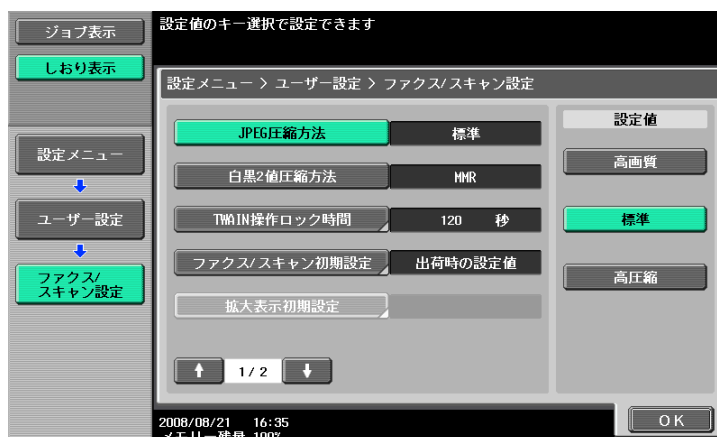 ジョブ表示
しおり表示
設定メニュー
ユーザー設定
ファクス/
スキャン設定
設定値のキー選択で設定できます
設定メニュー > ユーザー設定 > ファクス/スキャン設定
JPEG圧縮方法 標準
白黒2値圧縮方法 MMR
TWAIN操作ロック時間 120 秒
ファクス/スキャン初期設定 出荷時の設定値
拡大表示初期設定
1/2
設定値
高画質
標準
高圧縮
2008/08/21 16:35
メモリー残量 100%
OK